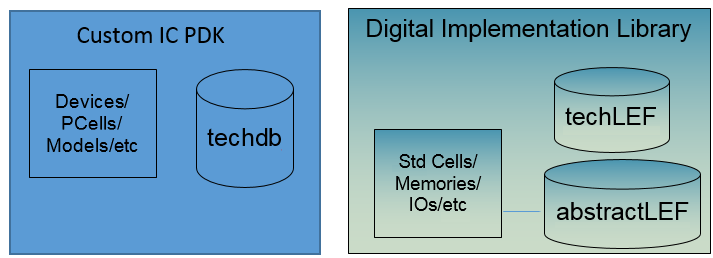 Custom IC PDK
Devices/
PCells/
Models/etc
techdb
Digital Implementation Library
techLEF
Std Cells/
Memories/
IOs/etc
abstractLEF